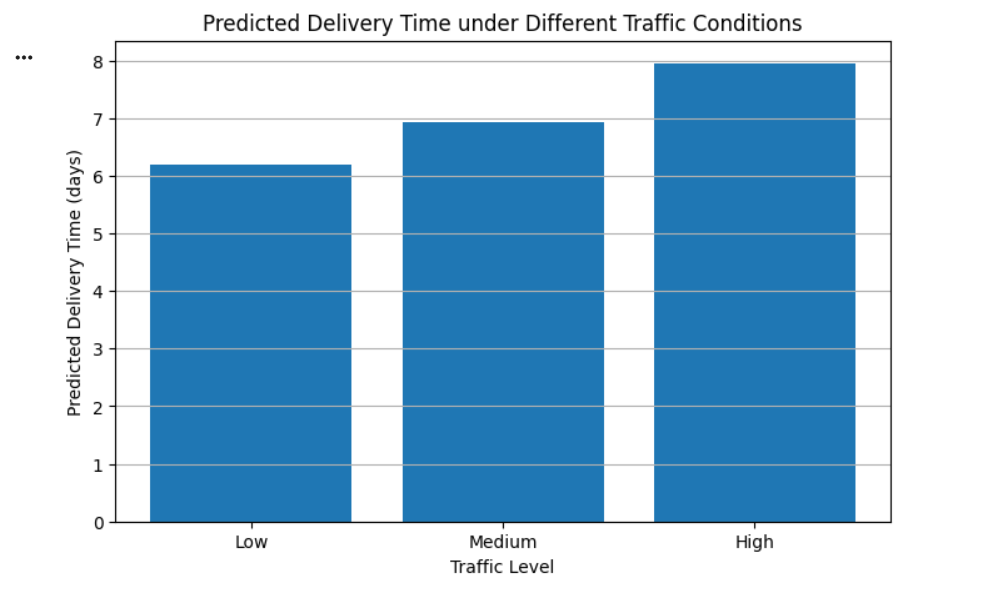 Predicted Delivery Time under Different Traffic Conditions
...
Predicted Delivery Time (days)
8
7
6
5
4
3
2
1
0
Low Medium High
Traffic Level